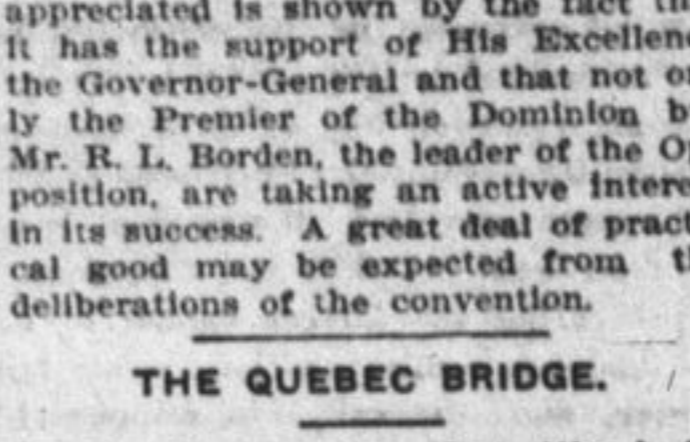 appreciated is shown by the fact th
it has the support of His Excellenc
the Governor-General and that not o
ly the Premier of the Dominion b
Mr. R. L. Borden, the leader of the O
position, are taking an active intere
in its success. A great deal of pract
cal good may be expected from t
deliberations of the convention.
THE QUEBEC BRIDGE.